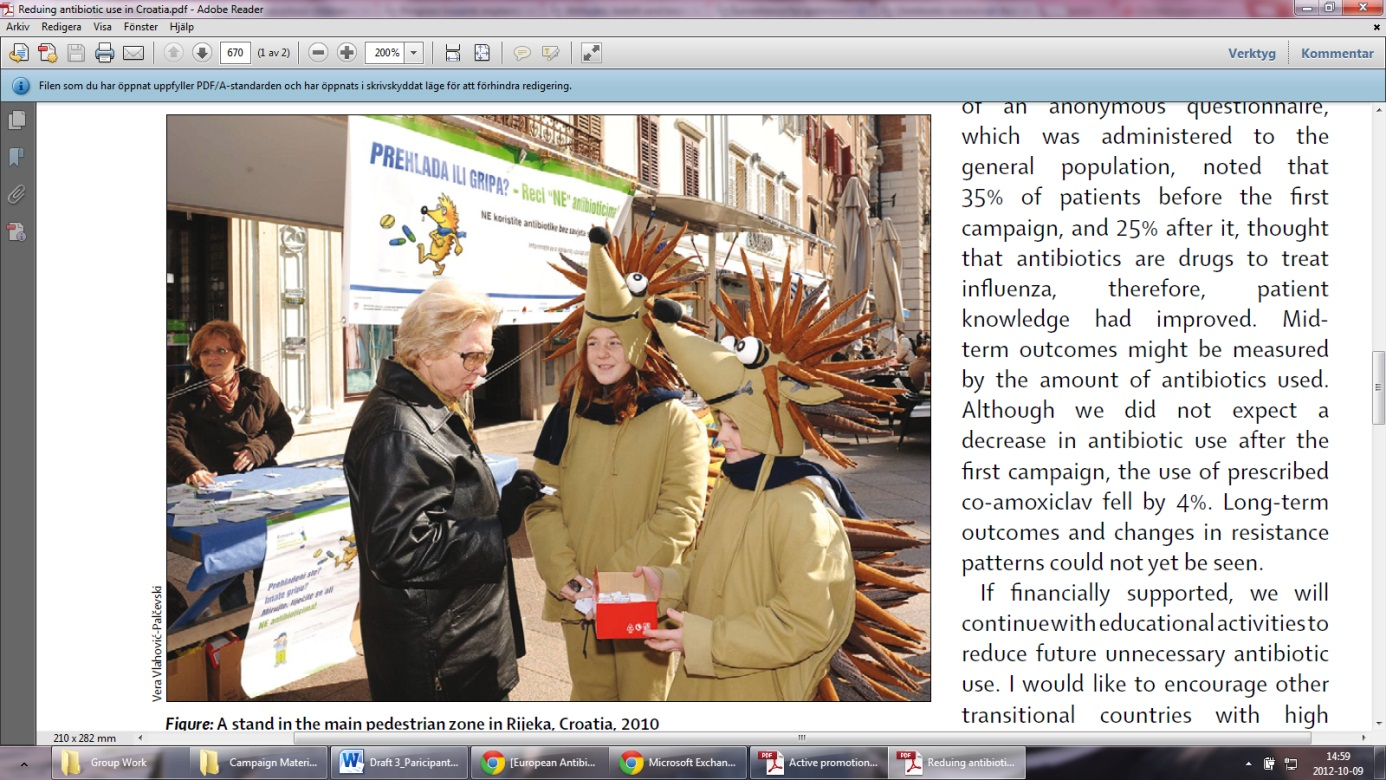 Reduing antibiotic use in Croatia.pdf - Adobe Reader
Arkiv Redigera Visa Fönster Hjälp
670 (1 av 2) 200% Verktyg Kommentar
Filen som du har öppnat uppfyller PDF/A-standarden och har öppnats i skrivskyddat läge för att förhindra redigering.
PREHLADA ILI GRIPA? - Reci "NE" antibioticima
NE koristite antibiotike bez savjeta
Prehlađeni ste?
Imate gripu?
Mirujte, liječite se ali
NE antibioticima!
Vera Vlahović-Palčevski
Figure: A stand in the main pedestrian zone in Rijeka, Croatia, 2010
of an anonymous questionnaire,
which was administered to the
general population, noted that
35% of patients before the first
campaign, and 25% after it, thought
that antibiotics are drugs to treat
influenza, therefore, patient
knowledge had improved. Mid-
term outcomes might be measured
by the amount of antibiotics used.
Although we did not expect a
decrease in antibiotic use after the
first campaign, the use of prescribed
co-amoxiclav fell by 4%. Long-term
outcomes and changes in resistance
patterns could not yet be seen.
If financially supported, we will
continue with educational activities to
reduce future unnecessary antibiotic
use. I would like to encourage other
transitional countries with high
210 x 282 mm
Group Work Campaign Materi... Draft 3_Paricipant... [European Antibi... Microsoft Exchan... Active promotion... Reduing antibioti... 14:59
2012-10-09